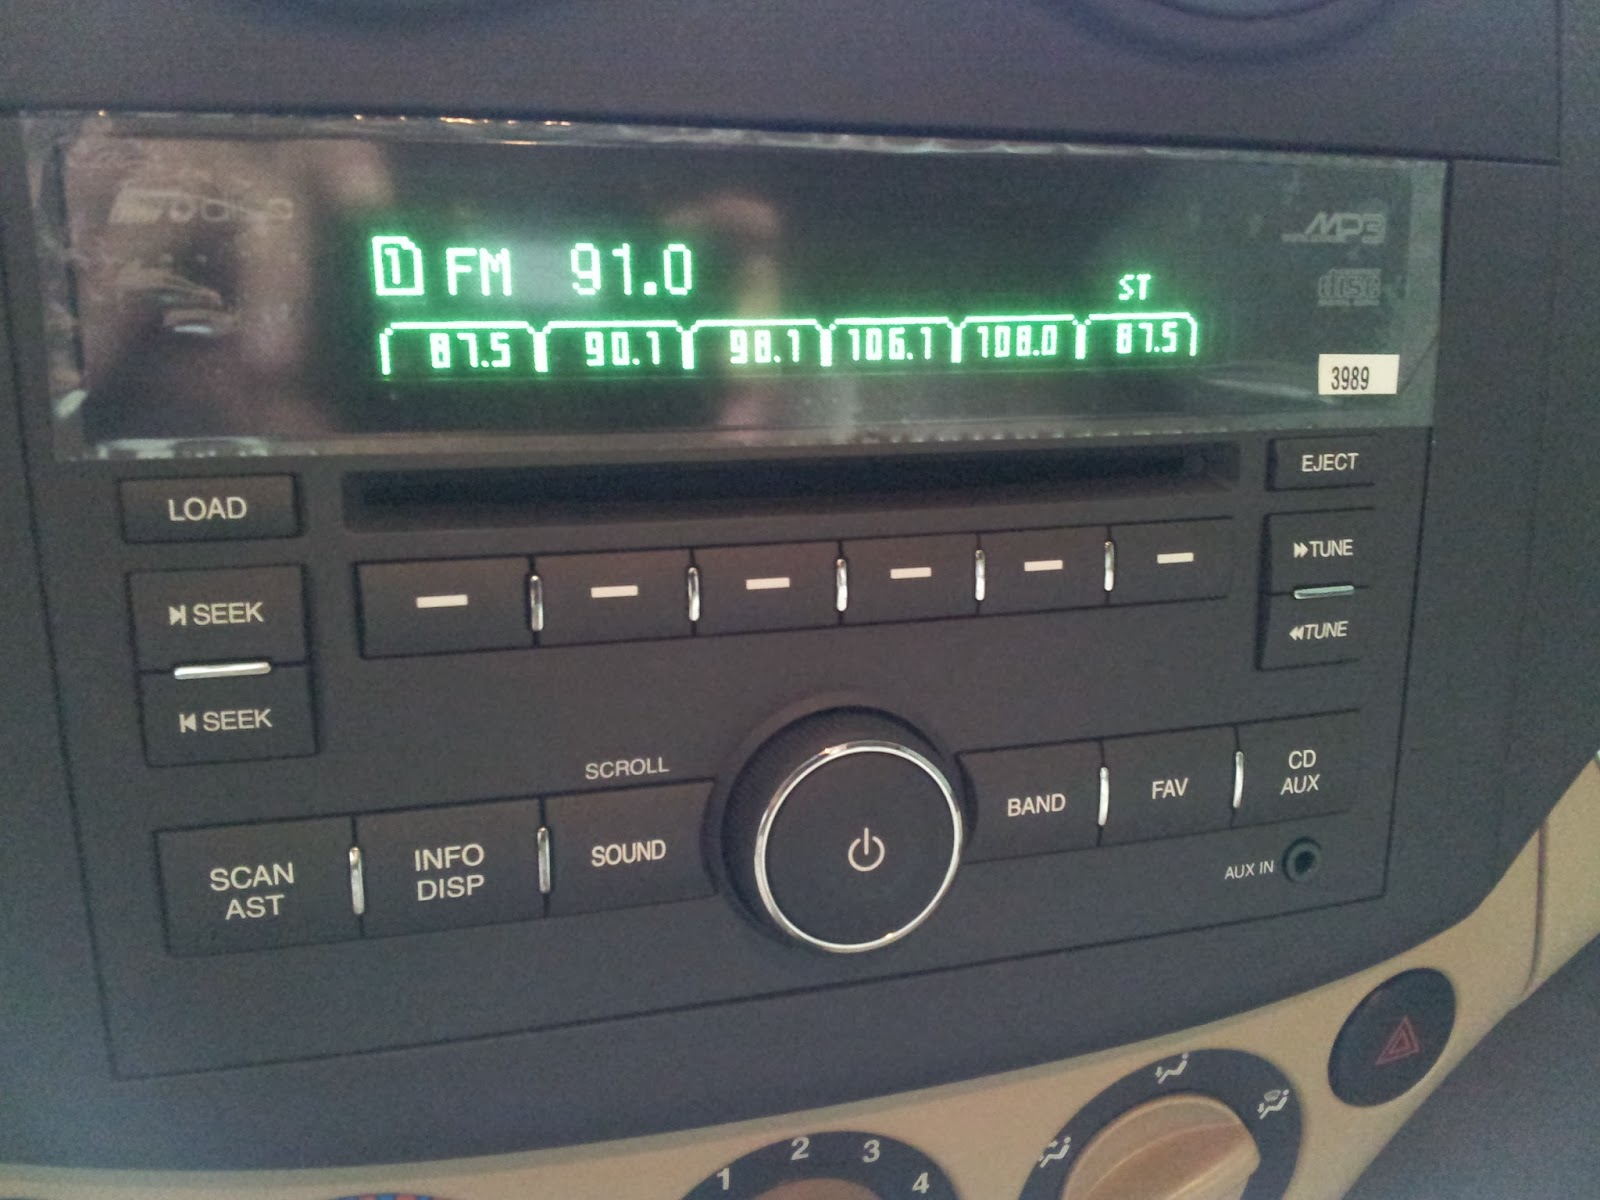 MP3
disc
1 FM 91.0
ST
87.5 90.1 98.1 106.1 108.0 87.5
3989
LOAD
EJECT
SEEK
TUNE
TUNE
SEEK
SCROLL
SCAN
AST
INFO
DISP
SOUND
BAND
FAV
CD
AUX
AUX IN
1 2 3 4